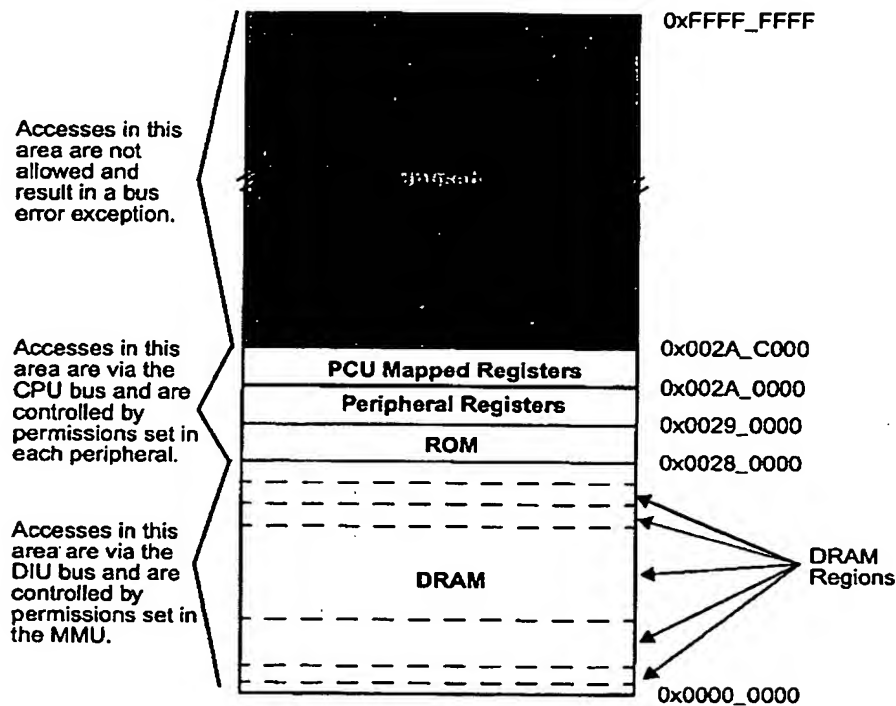 0xFFFF_FFFF
Accesses in this
area are not
allowed and
result in a bus
error exception.
0x002A_C000
PCU Mapped Registers
Accesses in this
area are via the
CPU bus and are
controlled by
permissions set in
each peripheral.
0x002A_0000
Peripheral Registers
0x0029_0000
ROM
0x0028_0000
Accesses in this
area are via the
DIU bus and are
controlled by
permissions set in
the MMU.
DRAM
DRAM
Regions
0x0000_0000